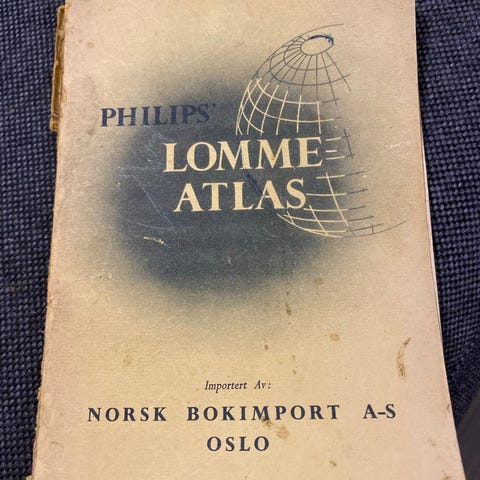 PHILIPS'
LOMME
ATLAS
Importert Av:
NORSK BOKIMPORT A-S
OSLO